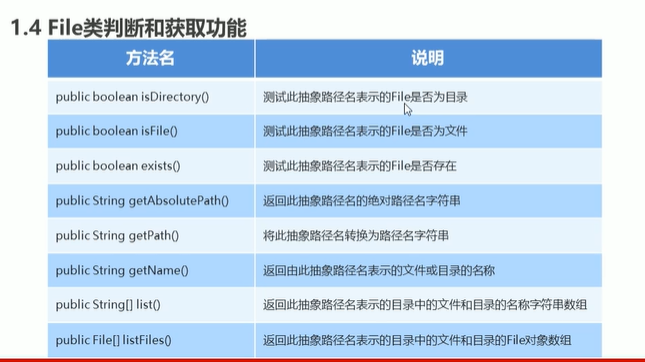 1.4 File类判断和获取功能
方法名 说明
public boolean isDirectory() 测试此抽象路径名表示的File是否为目录
public boolean isFile() 测试此抽象路径名表示的File是否为文件
public boolean exists() 测试此抽象路径名表示的File是否存在
public String getAbsolutePath() 返回此抽象路径名的绝对路径名字符串
public String getPath() 将此抽象路径名转换为路径名字符串
public String getName() 返回由此抽象路径名表示的文件或目录的名称
public String[] list() 返回此抽象路径名表示的目录中的文件和目录的名称字符串数组
public File[] listFiles() 返回此抽象路径名表示的目录中的文件和目录的File对象数组